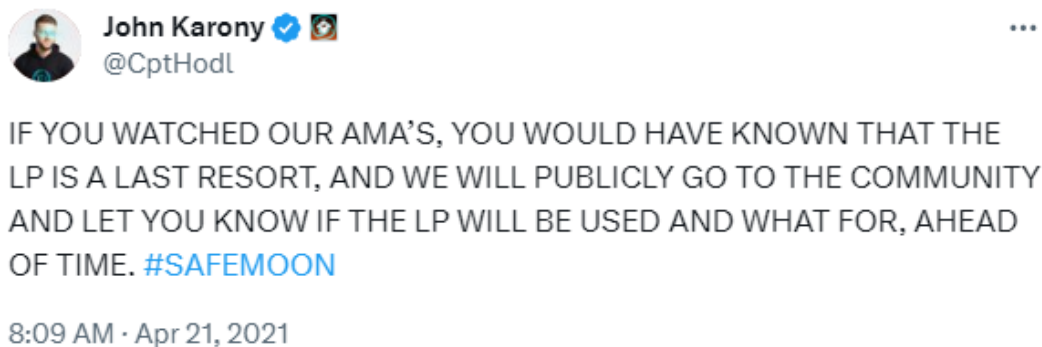 John Karony
@CptHodl
IF YOU WATCHED OUR AMA’S, YOU WOULD HAVE KNOWN THAT THE
LP IS A LAST RESORT, AND WE WILL PUBLICLY GO TO THE COMMUNITY
AND LET YOU KNOW IF THE LP WILL BE USED AND WHAT FOR, AHEAD
OF TIME. #SAFEMOON
8:09 AM · Apr 21, 2021